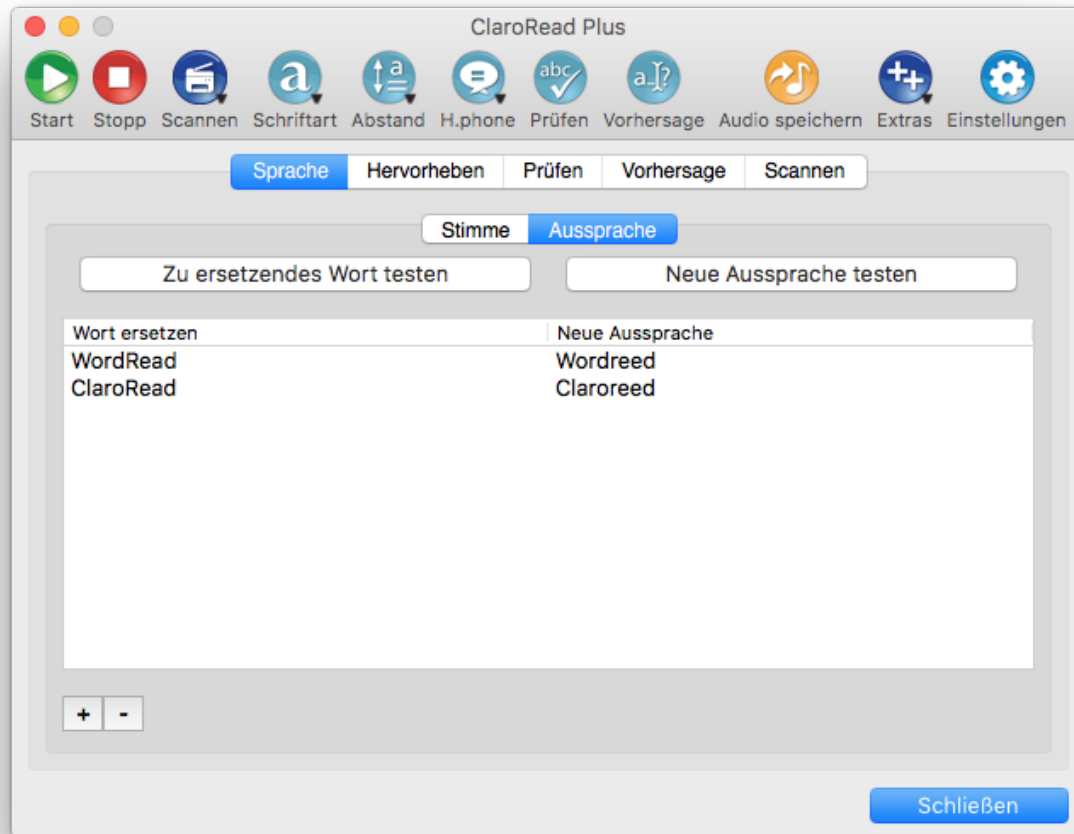 ClaroRead Plus
a a abc a ?
Start Stopp Scannen Schriftart Abstand H.phone Prüfen Vorhersage Audio speichern Extras Einstellungen
Sprache Hervorheben Prüfen Vorhersage Scannen
Stimme Aussprache
Zu ersetzendes Wort testen Neue Aussprache testen
Wort ersetzen Neue Aussprache
WordRead Wordreed
ClaroRead Claroreed
+ -
Schließen